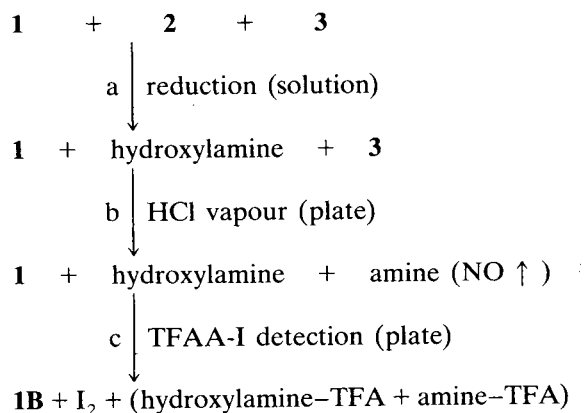 1 + 2 + 3
a reduction (solution)
1 + hydroxylamine + 3
b HCl vapour (plate)
1 + hydroxylamine + amine (NO ↑ )
c TFAA-I detection (plate)
1B + I₂ + (hydroxylamine–TFA + amine–TFA)